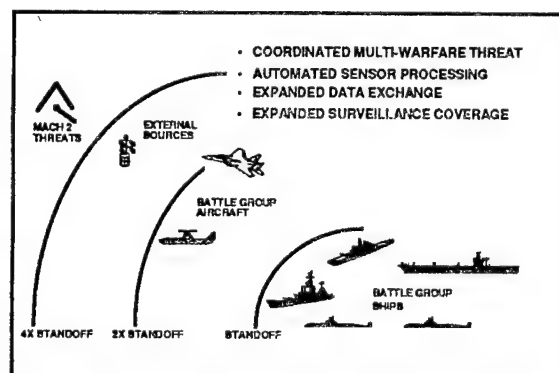 • COORDINATED MULTI-WARFARE THREAT
• AUTOMATED SENSOR PROCESSING
• EXPANDED DATA EXCHANGE
• EXPANDED SURVEILLANCE COVERAGE
MACH 2
THREATS
EXTERNAL
SOURCES
BATTLE GROUP
AIRCRAFT
BATTLE GROUP
SHIPS
4X STANDOFF
2X STANDOFF
STANDOFF